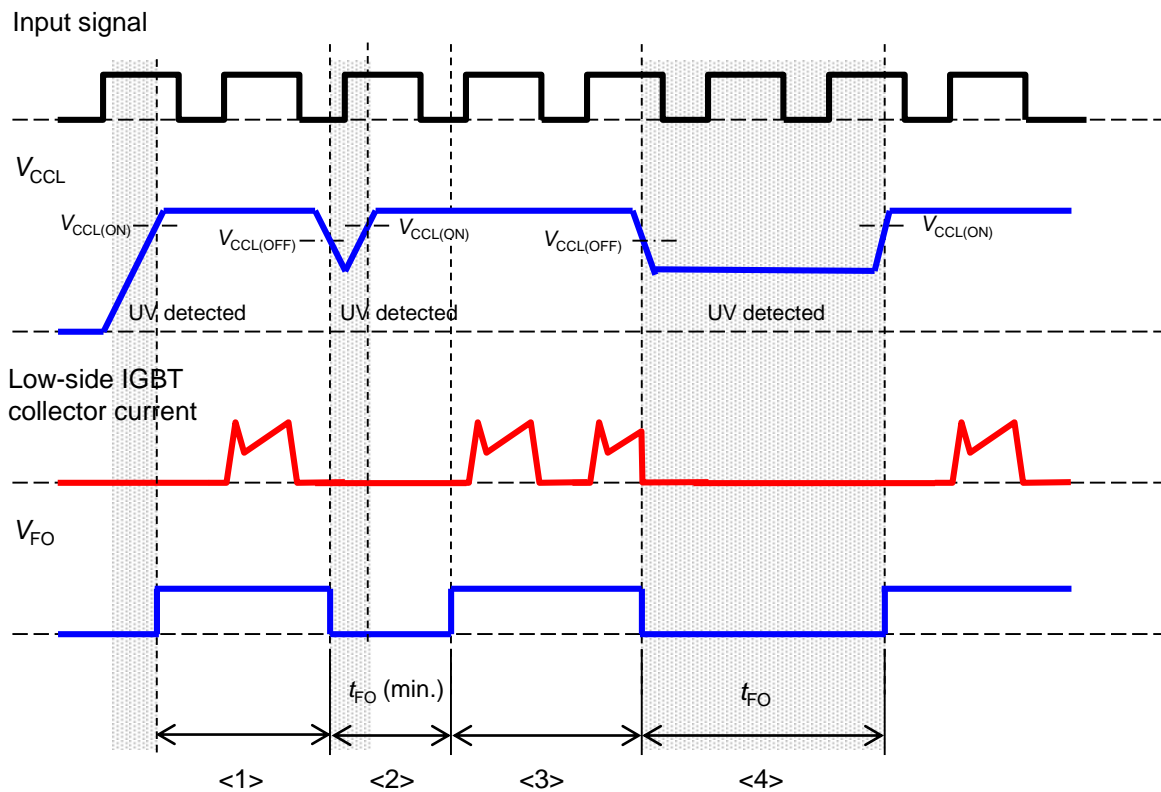 Input signal
VCCL
VCCL(ON)
VCCL(OFF)
VCCL(ON)
VCCL(OFF)
VCCL(ON)
UV detected
UV detected
UV detected
Low-side IGBT
collector current
VFO
tFO (min.)
tFO
<1>
<2>
<3>
<4>